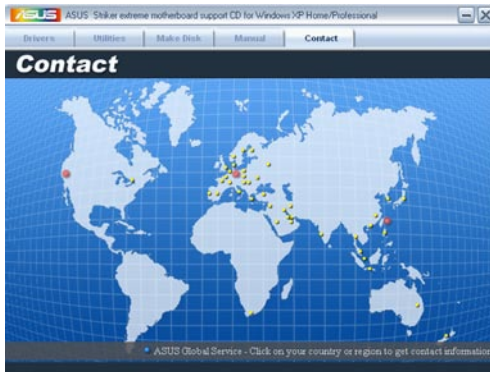 ASUS ASUS Striker extreme motherboard support CD for Windows XP Home/Professional
Drivers Utilities Make Disk Manual Contact
Contact
ASUS Global Service - Click on your country or region to get contact information